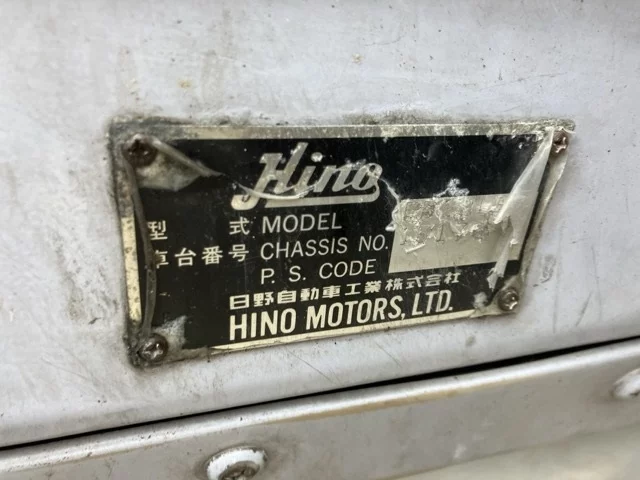 Hino
型 式 MODEL
車台番号 CHASSIS NO.
P. S. CODE
日野自動車工業株式会社
HINO MOTORS, LTD.